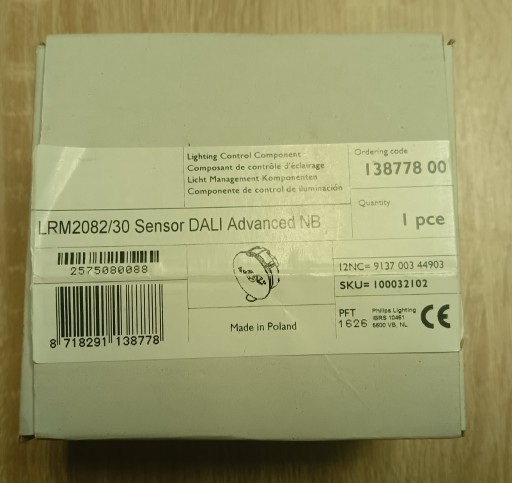 Lighting Control Component
Composant de contrôle d'éclairage
Licht Management Komponenten
Componente de control de iluminación
Ordering code
138778 00
Quantity
1 pce
LRM2082/30 Sensor DALI Advanced NB
2575080088
12NC= 9137 003 44903
SKU= 100032102
8 718291 138778
Made in Poland
PFT
1626
Philips Lighting
IBRS 10461
5600 VB, NL
CE